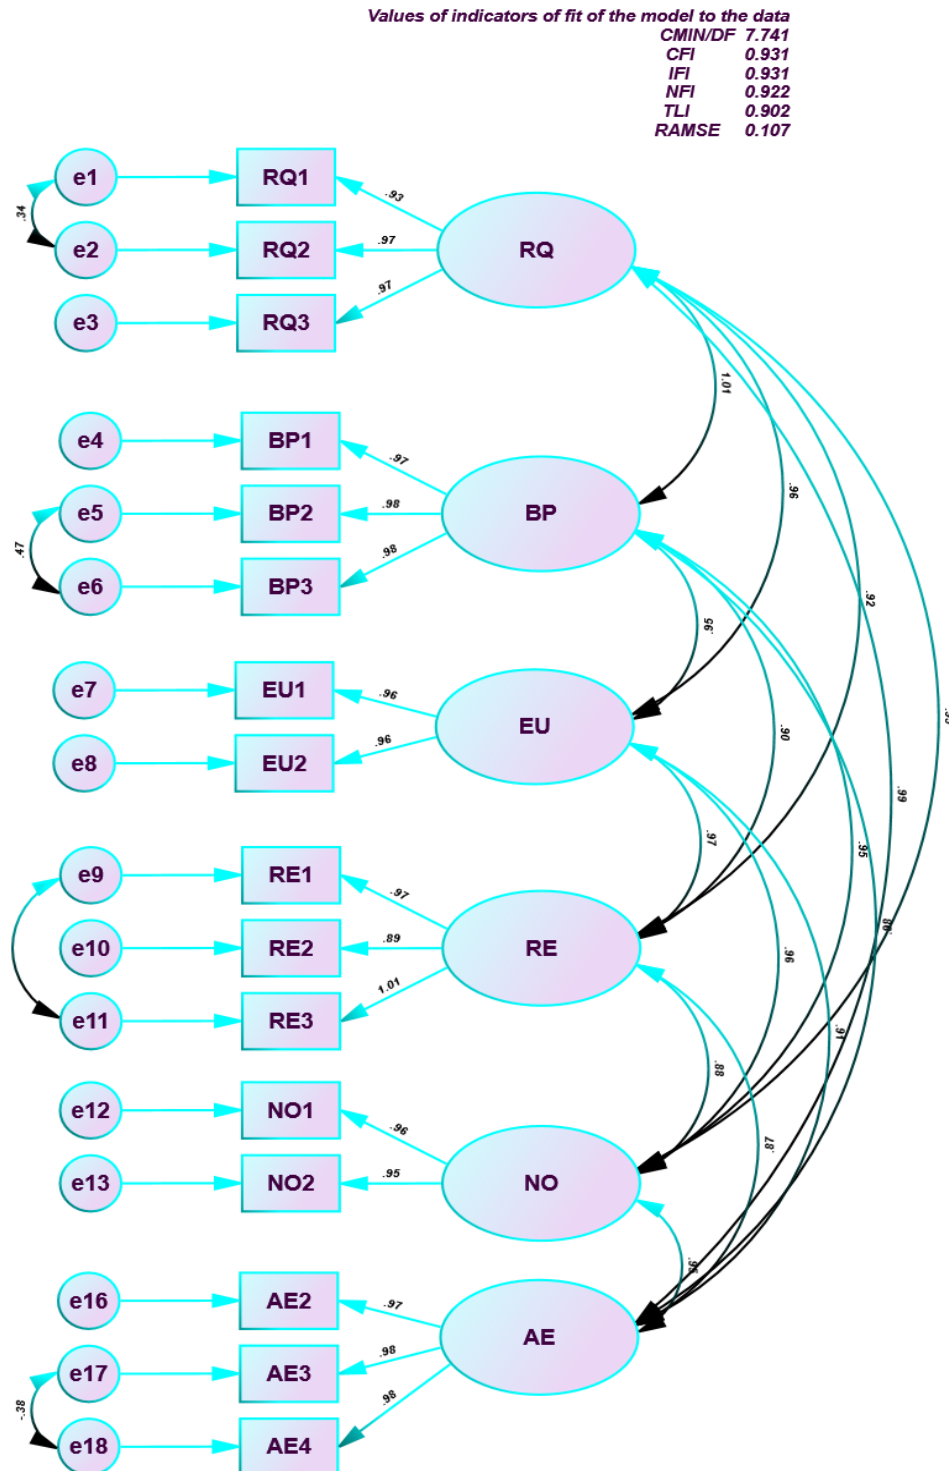 Values of indicators of fit of the model to the data
CMIN/DF 7.741
CFI 0.931
IFI 0.931
NFI 0.922
TLI 0.902
RAMSE 0.107
e1 RQ1 .93
.34
e2 RQ2 .97 RQ
e3 RQ3 .97
1.01
e4 BP1 .97
.96
e5 BP2 .98 BP
.47
e6 BP3 .98
.92
.95
e7 EU1 .96
EU
.90
e8 EU2 .96
.99
.97
.95
e9 RE1 .97
e10 RE2 .89 RE
.96
e11 RE3 1.01
.91
.88
e12 NO1 .96
.87
e13 NO2 .95 NO
e16 AE2 .97
AE
e17 AE3 .98
-.38
e18 AE4 .98